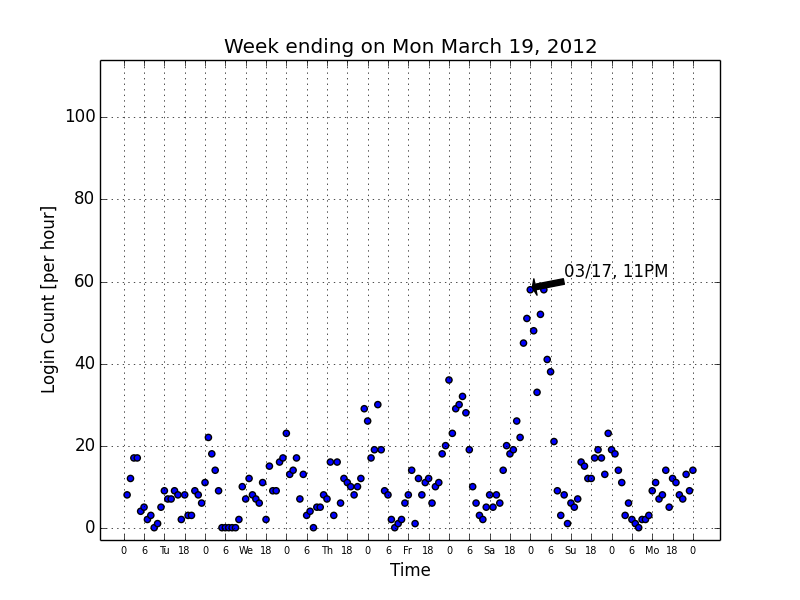 Week ending on Mon March 19, 2012
100
80
03/17, 11PM
60
40
20
0
Login Count [per hour]
0 6 Tu 18 0 6 We 18 0 6 Th 18 0 6 Fr 18 0 6 Sa 18 0 6 Su 18 0 6 Mo 18 0
Time